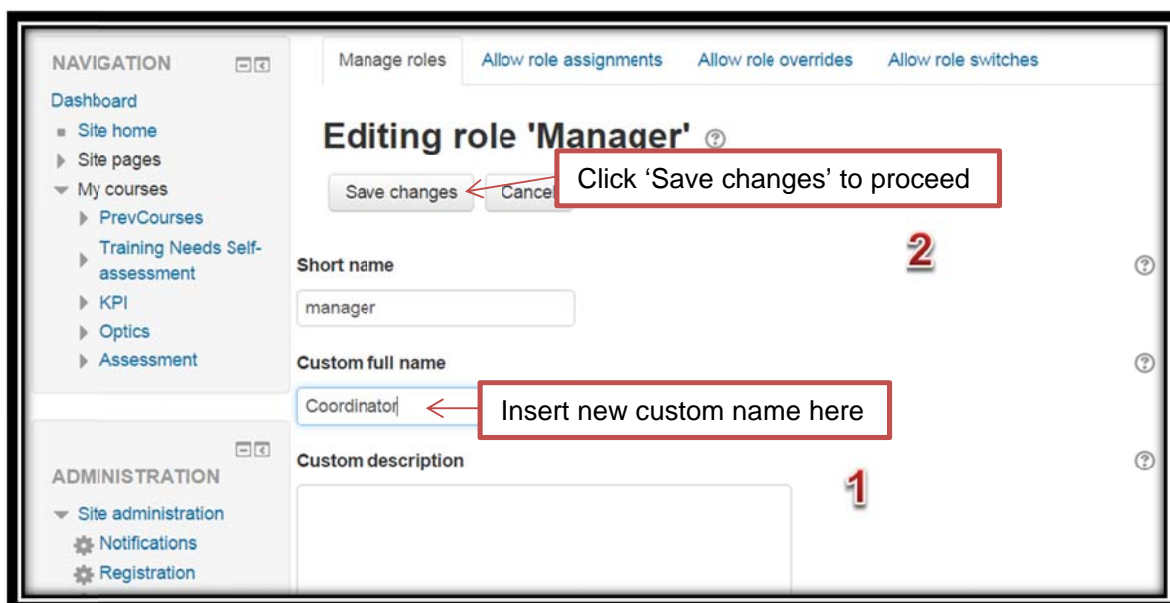 NAVIGATION
Dashboard
Site home
Site pages
My courses
PrevCourses
Training Needs Self-
assessment
KPI
Optics
Assessment
ADMINISTRATION
Site administration
Notifications
Registration
Manage roles Allow role assignments Allow role overrides Allow role switches
Editing role 'Manager'
Save changes Cancel
Click ‘Save changes’ to proceed
2
Short name
manager
Custom full name
Coordinator
Insert new custom name here
Custom description
1